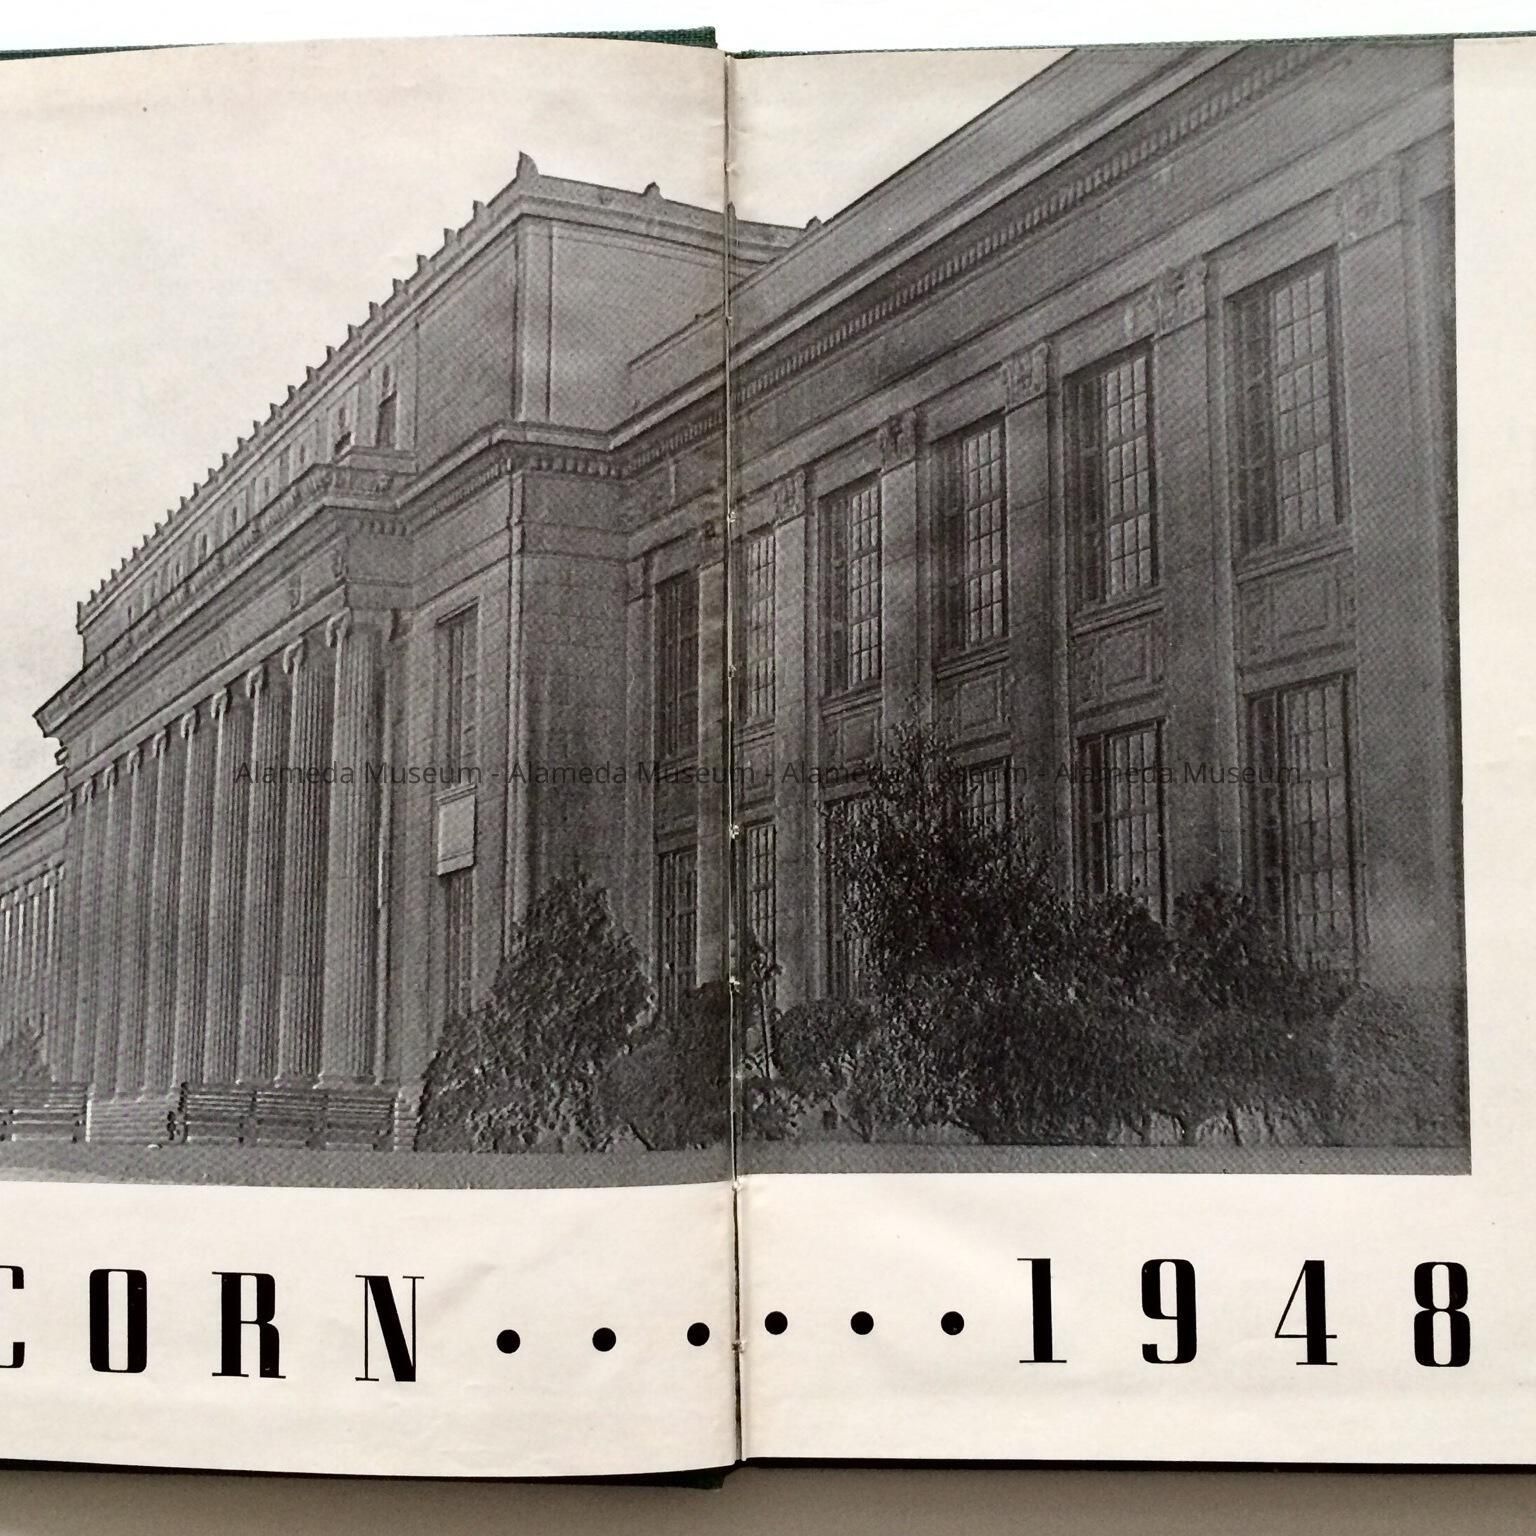 Alameda Museum - Alameda Museum - Alameda Museum - Alameda Museum
CORN • • • • • • 1948